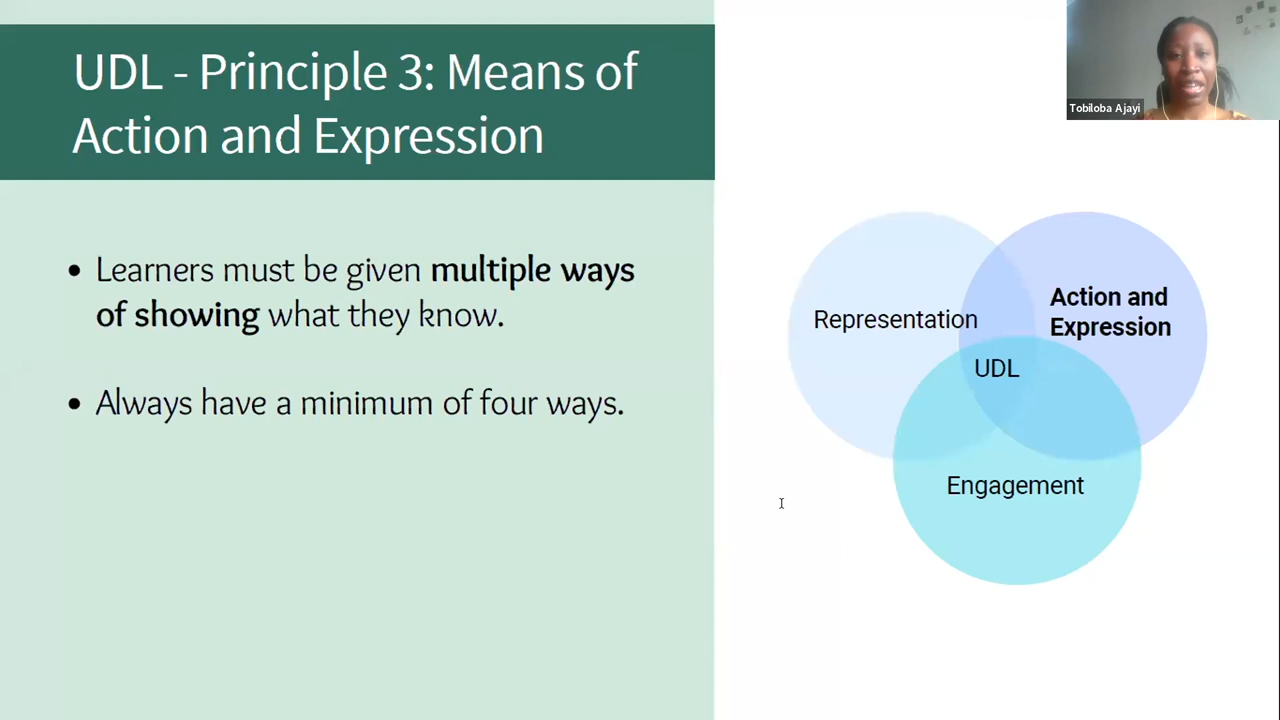 UDL - Principle 3: Means of
Action and Expression
Tobiloba Ajayi
• Learners must be given multiple ways
of showing what they know.
• Always have a minimum of four ways.
Representation
Action and
Expression
UDL
Engagement